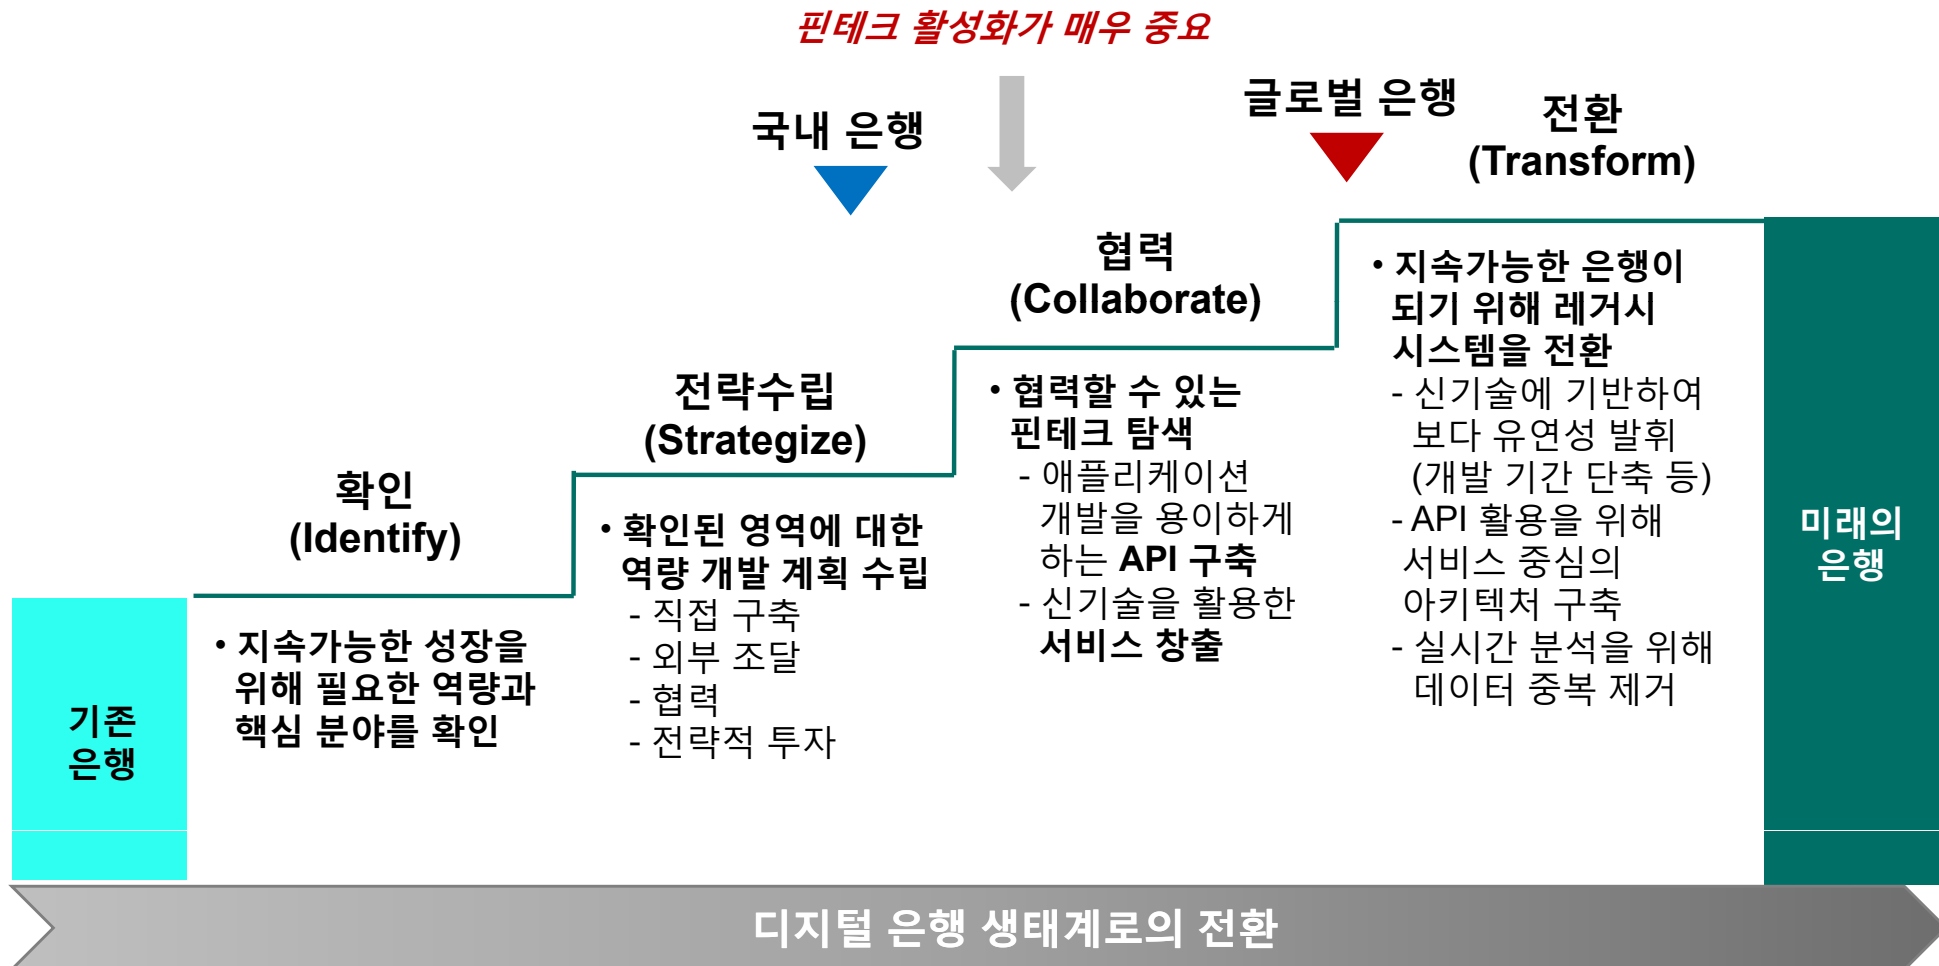 핀테크 활성화가 매우 중요
국내 은행
글로벌 은행
기존
은행
확인
(Identify)
• 지속가능한 성장을
위해 필요한 역량과
핵심 분야를 확인
전략수립
(Strategize)
• 확인된 영역에 대한
역량 개발 계획 수립
- 직접 구축
- 외부 조달
- 협력
- 전략적 투자
협력
(Collaborate)
• 협력할 수 있는
핀테크 탐색
- 애플리케이션
개발을 용이하게
하는 API 구축
- 신기술을 활용한
서비스 창출
전환
(Transform)
• 지속가능한 은행이
되기 위해 레거시
시스템을 전환
- 신기술에 기반하여
보다 유연성 발휘
(개발 기간 단축 등)
- API 활용을 위해
서비스 중심의
아키텍처 구축
- 실시간 분석을 위해
데이터 중복 제거
미래의
은행
디지털 은행 생태계로의 전환